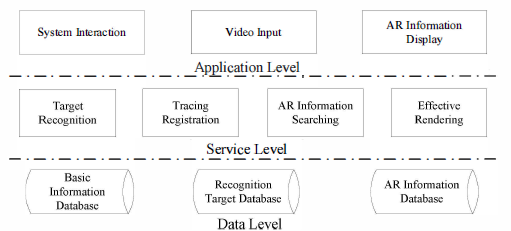 System Interaction
Video Input
AR Information
Display
Application Level
Target
Recognition
Tracing
Registration
AR Information
Searching
Effective
Rendering
Service Level
Basic
Information
Database
Recognition
Target Database
AR Information
Database
Data Level